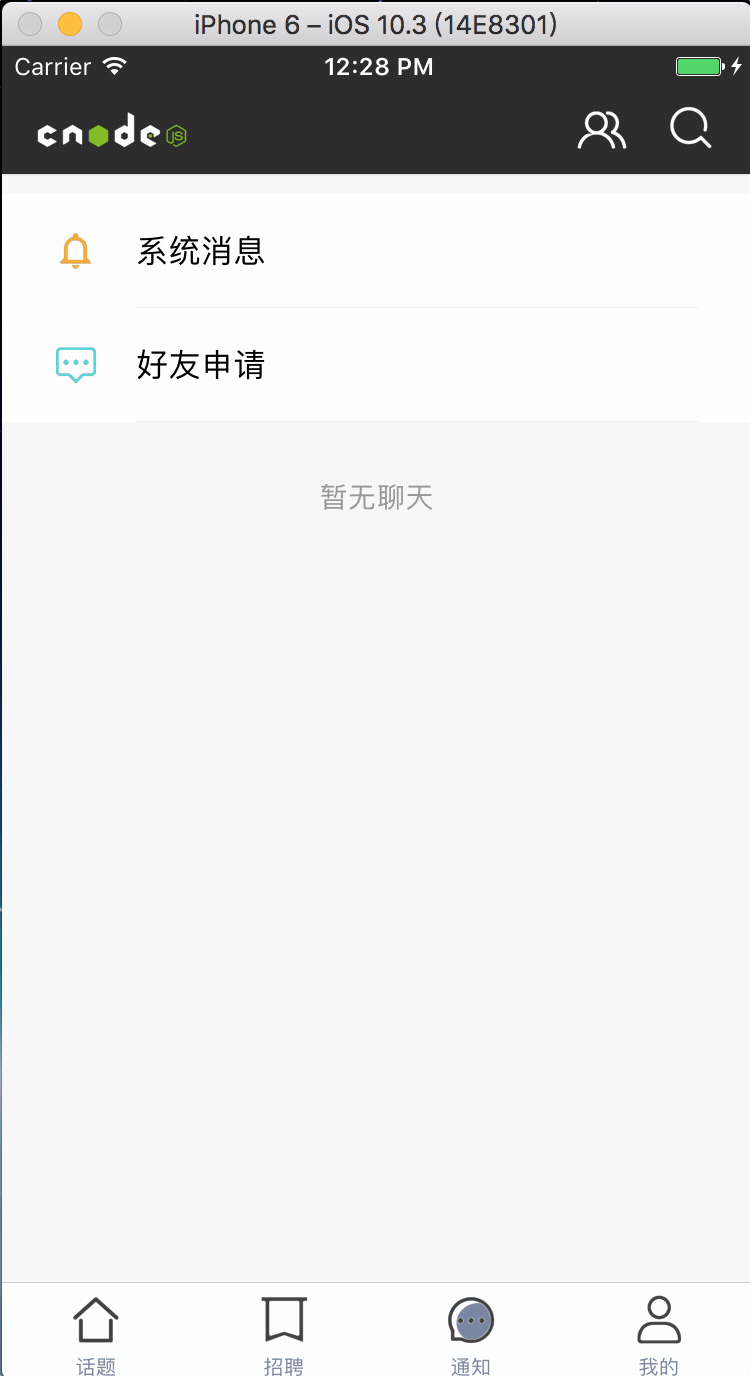 iPhone 6 – iOS 10.3 (14E8301)
Carrier 12:28 PM
cnode JS
系统消息
好友申请
暂无聊天
话题 招聘 通知 我的